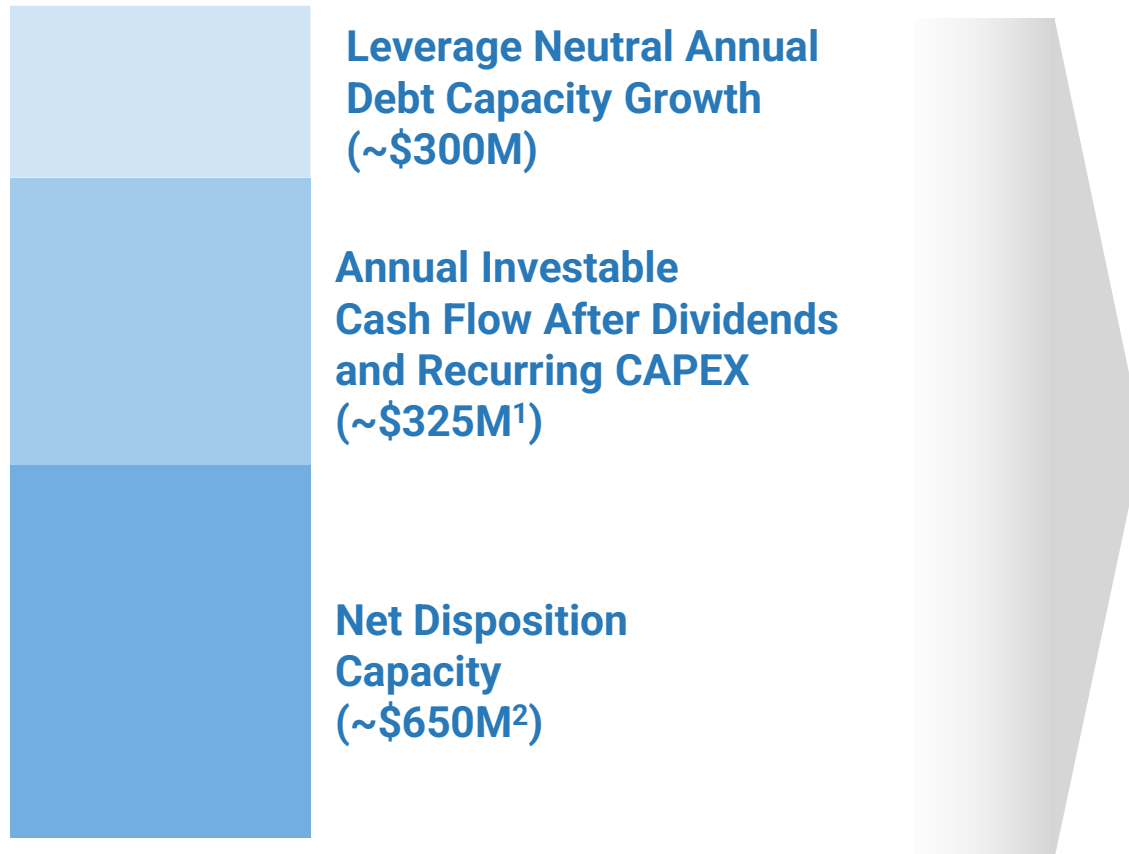 Leverage Neutral Annual
Debt Capacity Growth
(~$300M)
Annual Investable
Cash Flow After Dividends
and Recurring CAPEX
(~$325M¹)
Net Disposition
Capacity
(~$650M²)